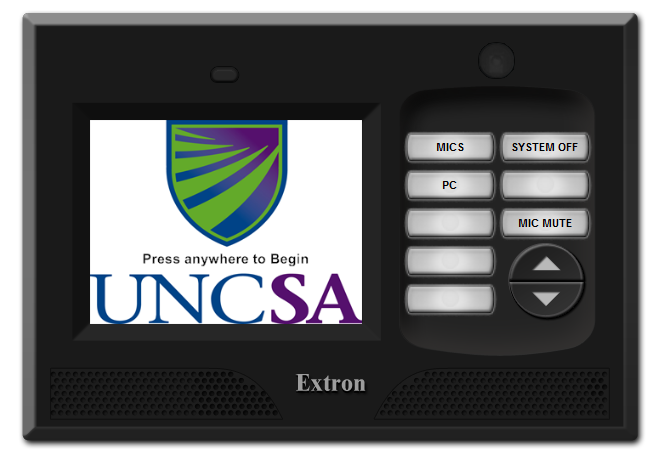 Press anywhere to Begin
UNCSA
MICS
SYSTEM OFF
PC
MIC MUTE
Extron